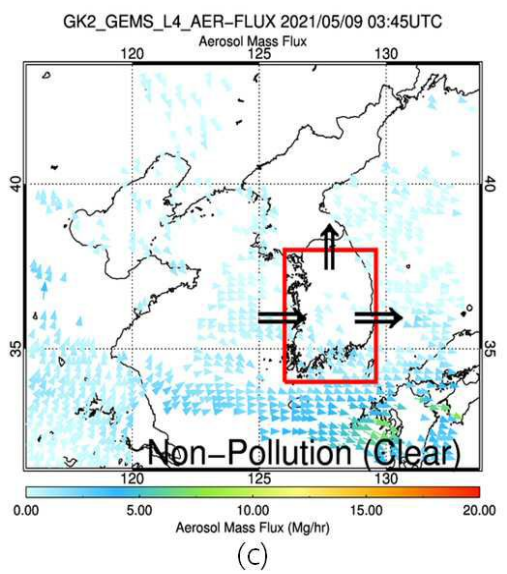 GK2_GEMS_L4_AER−FLUX 2021/05/09 03:45UTC
Aerosol Mass Flux
120 125 130
40 40
35 35
Non−Pollution (Clear)
120 125 130
0.00 5.00 10.00 15.00 20.00
Aerosol Mass Flux (Mg/hr)
(c)